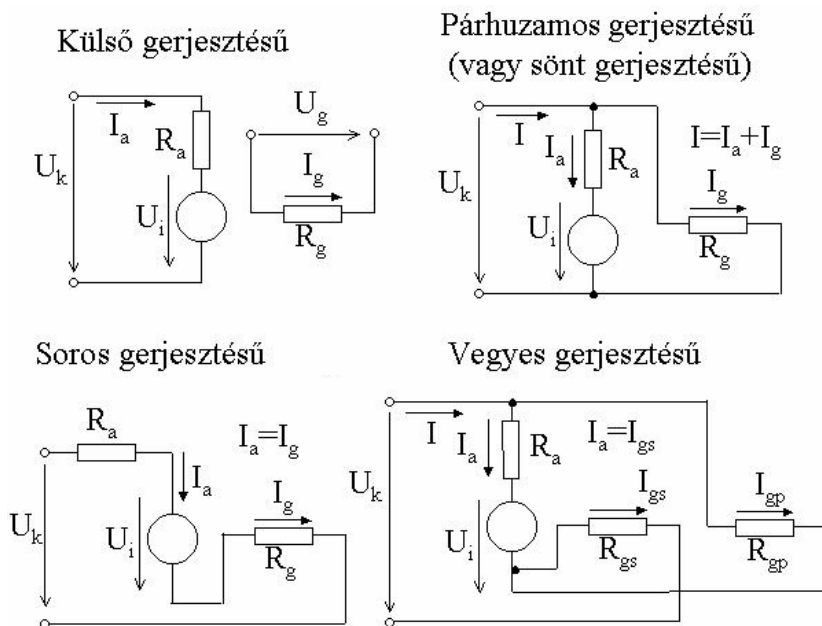 Külső gerjesztésű
U_k
I_a
R_a
U_i
U_g
I_g
R_g
Párhuzamos gerjesztésű
(vagy sönt gerjesztésű)
U_k
I
I_a
R_a
U_i
I=I_a+I_g
I_g
R_g
Soros gerjesztésű
R_a
I_a=I_g
U_k
I_a
U_i
I_g
R_g
Vegyes gerjesztésű
U_k
I
I_a
R_a
U_i
I_a=I_gs
I_gs
R_gs
I_gp
R_gp